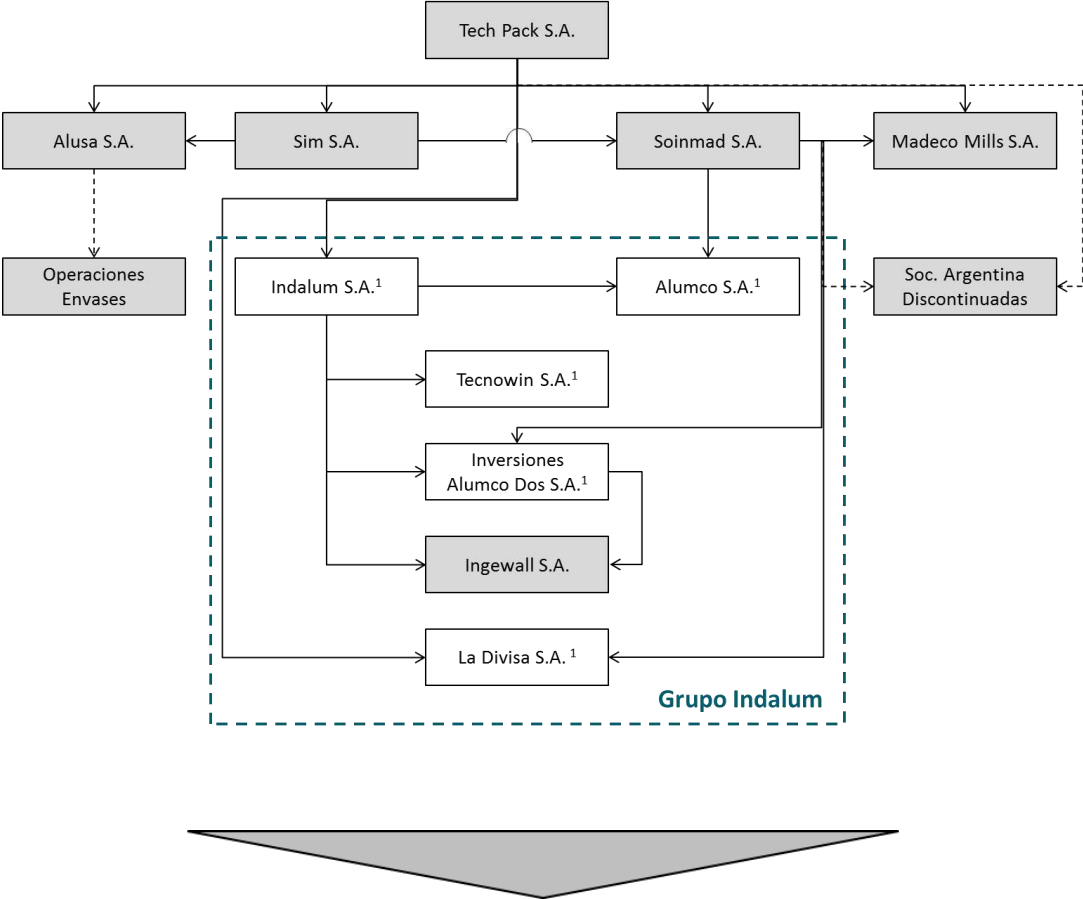 Tech Pack S.A.
Alusa S.A.
Sim S.A.
Soinmad S.A.
Madeco Mills S.A.
Operaciones
Envases
Indalum S.A.¹
Alumco S.A.¹
Soc. Argentina
Discontinuadas
Tecnowin S.A.¹
Inversiones
Alumco Dos S.A.¹
Ingewall S.A.
La Divisa S.A. ¹
Grupo Indalum